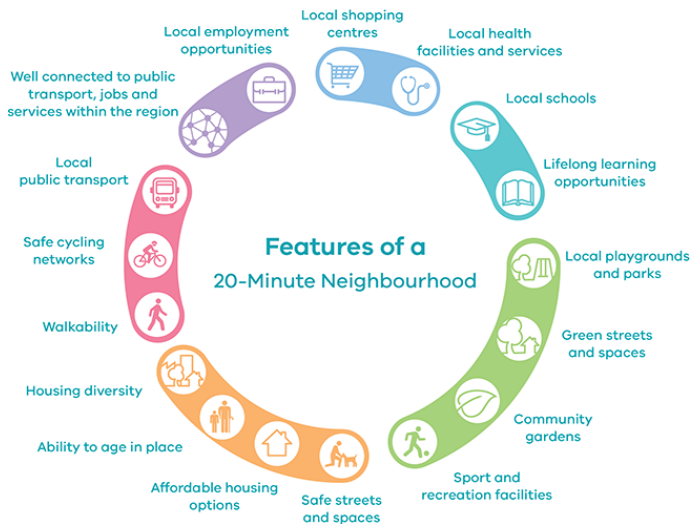 Features of a
20-Minute Neighbourhood
Local shopping
centres
Local health
facilities and services
Local schools
Lifelong learning
opportunities
Local playgrounds
and parks
Green streets
and spaces
Community
gardens
Sport and
recreation facilities
Safe streets
and spaces
Affordable housing
options
Ability to age in place
Housing diversity
Walkability
Safe cycling
networks
Local
public transport
Well connected to public
transport, jobs and
services within the region
Local employment
opportunities